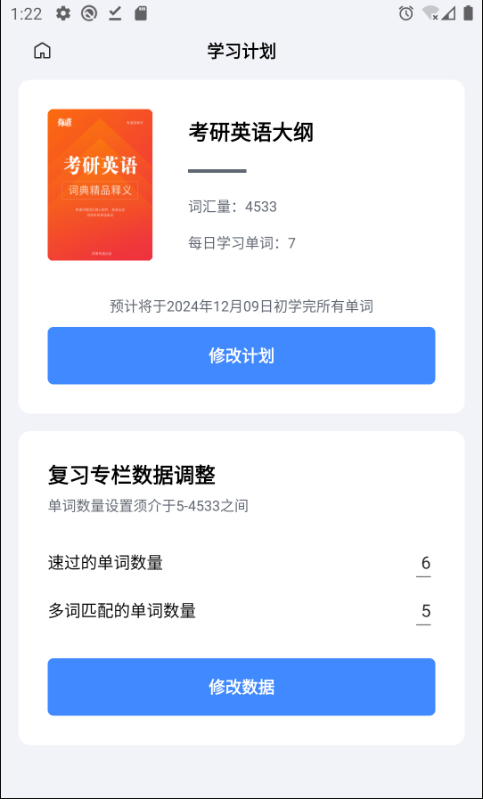 1:22
学习计划
有道
考研英语
词典精品释义
考研英语大纲
词汇量：4533
每日学习单词：7
预计将于2024年12月09日初学完所有单词
修改计划
复习专栏数据调整
单词数量设置须介于5-4533之间
速过的单词数量 6
多词匹配的单词数量 5
修改数据